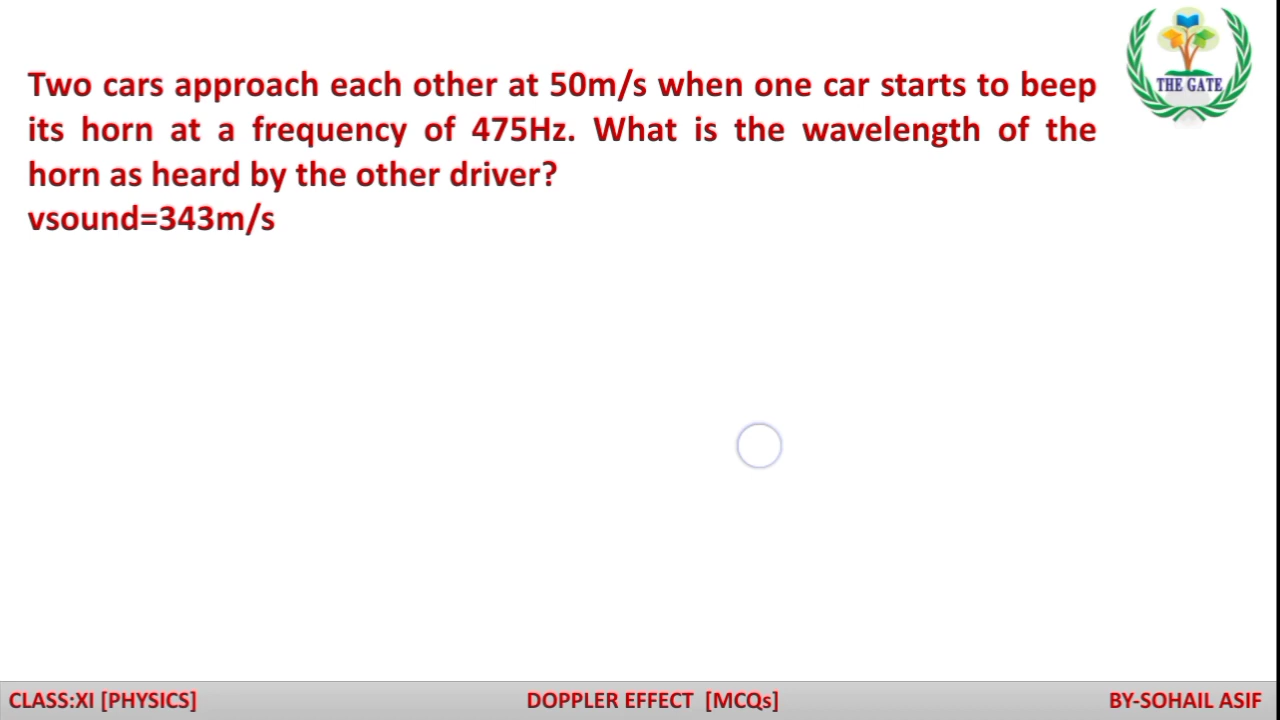 Two cars approach each other at 50m/s when one car starts to beep
its horn at a frequency of 475Hz. What is the wavelength of the
horn as heard by the other driver?
vsound=343m/s
THE GATE
CLASS:XI [PHYSICS]
DOPPLER EFFECT [MCQs]
BY-SOHAIL ASIF